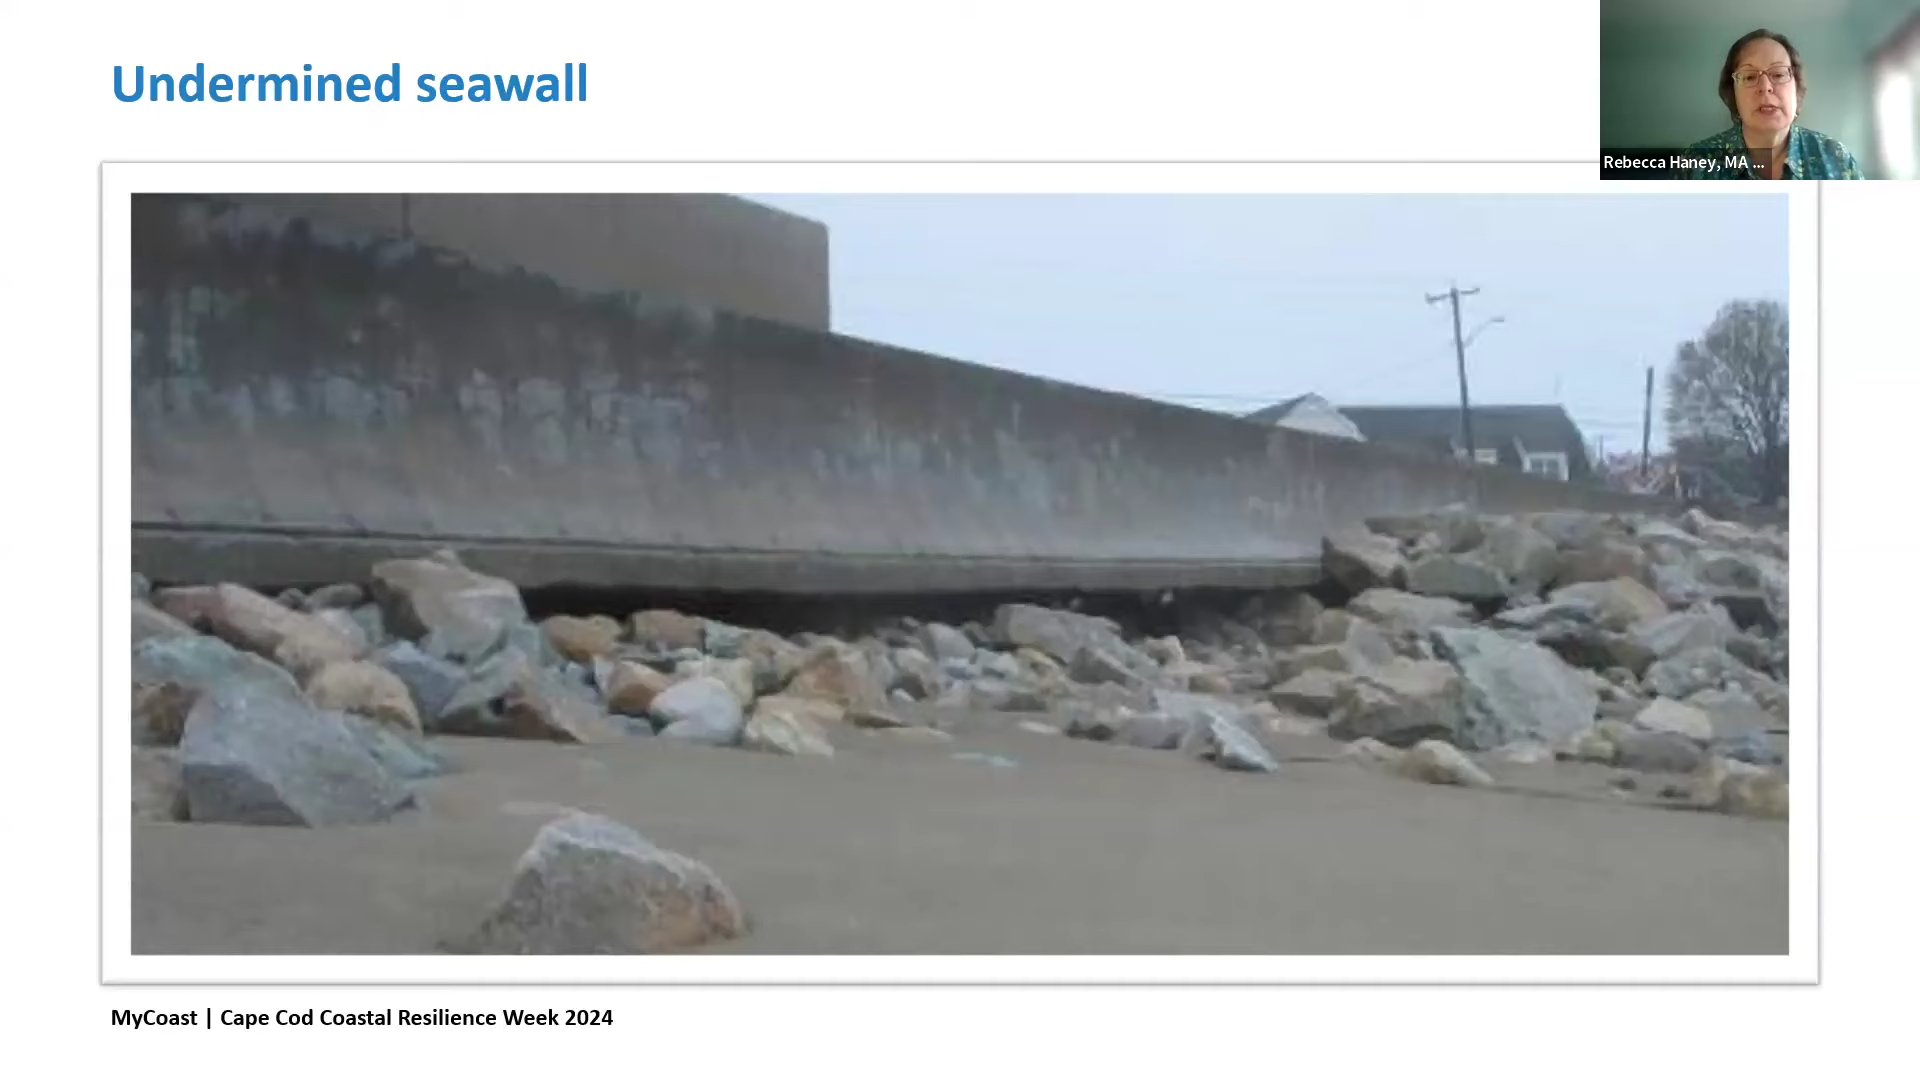 Undermined seawall
Rebecca Haney, MA ...
MyCoast | Cape Cod Coastal Resilience Week 2024